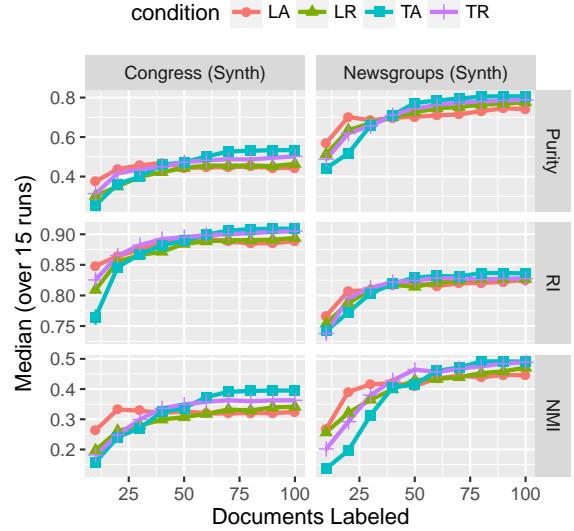 condition LA LR TA TR
Congress (Synth) Newsgroups (Synth)
0.8
0.6
0.4
Purity
0.90
0.85
0.80
0.75
RI
0.5
0.4
0.3
0.2
NMI
25 50 75 100 25 50 75 100
Documents Labeled
Median (over 15 runs)